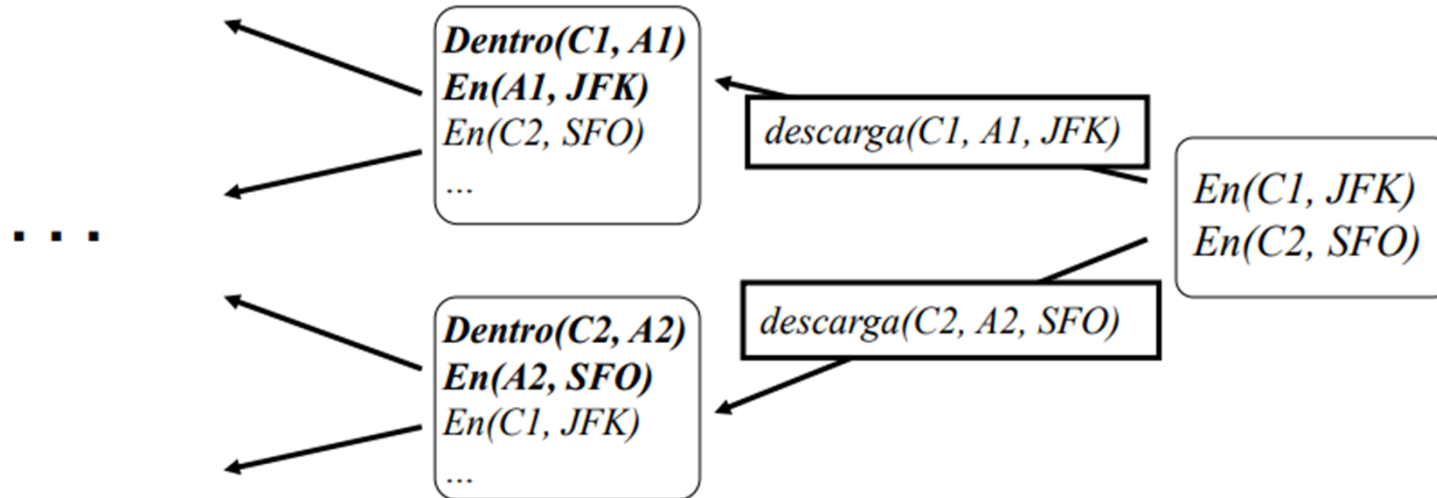 Dentro(C1, A1)
En(A1, JFK)
En(C2, SFO)
...
descarga(C1, A1, JFK)
En(C1, JFK)
En(C2, SFO)
. . .
Dentro(C2, A2)
En(A2, SFO)
En(C1, JFK)
...
descarga(C2, A2, SFO)